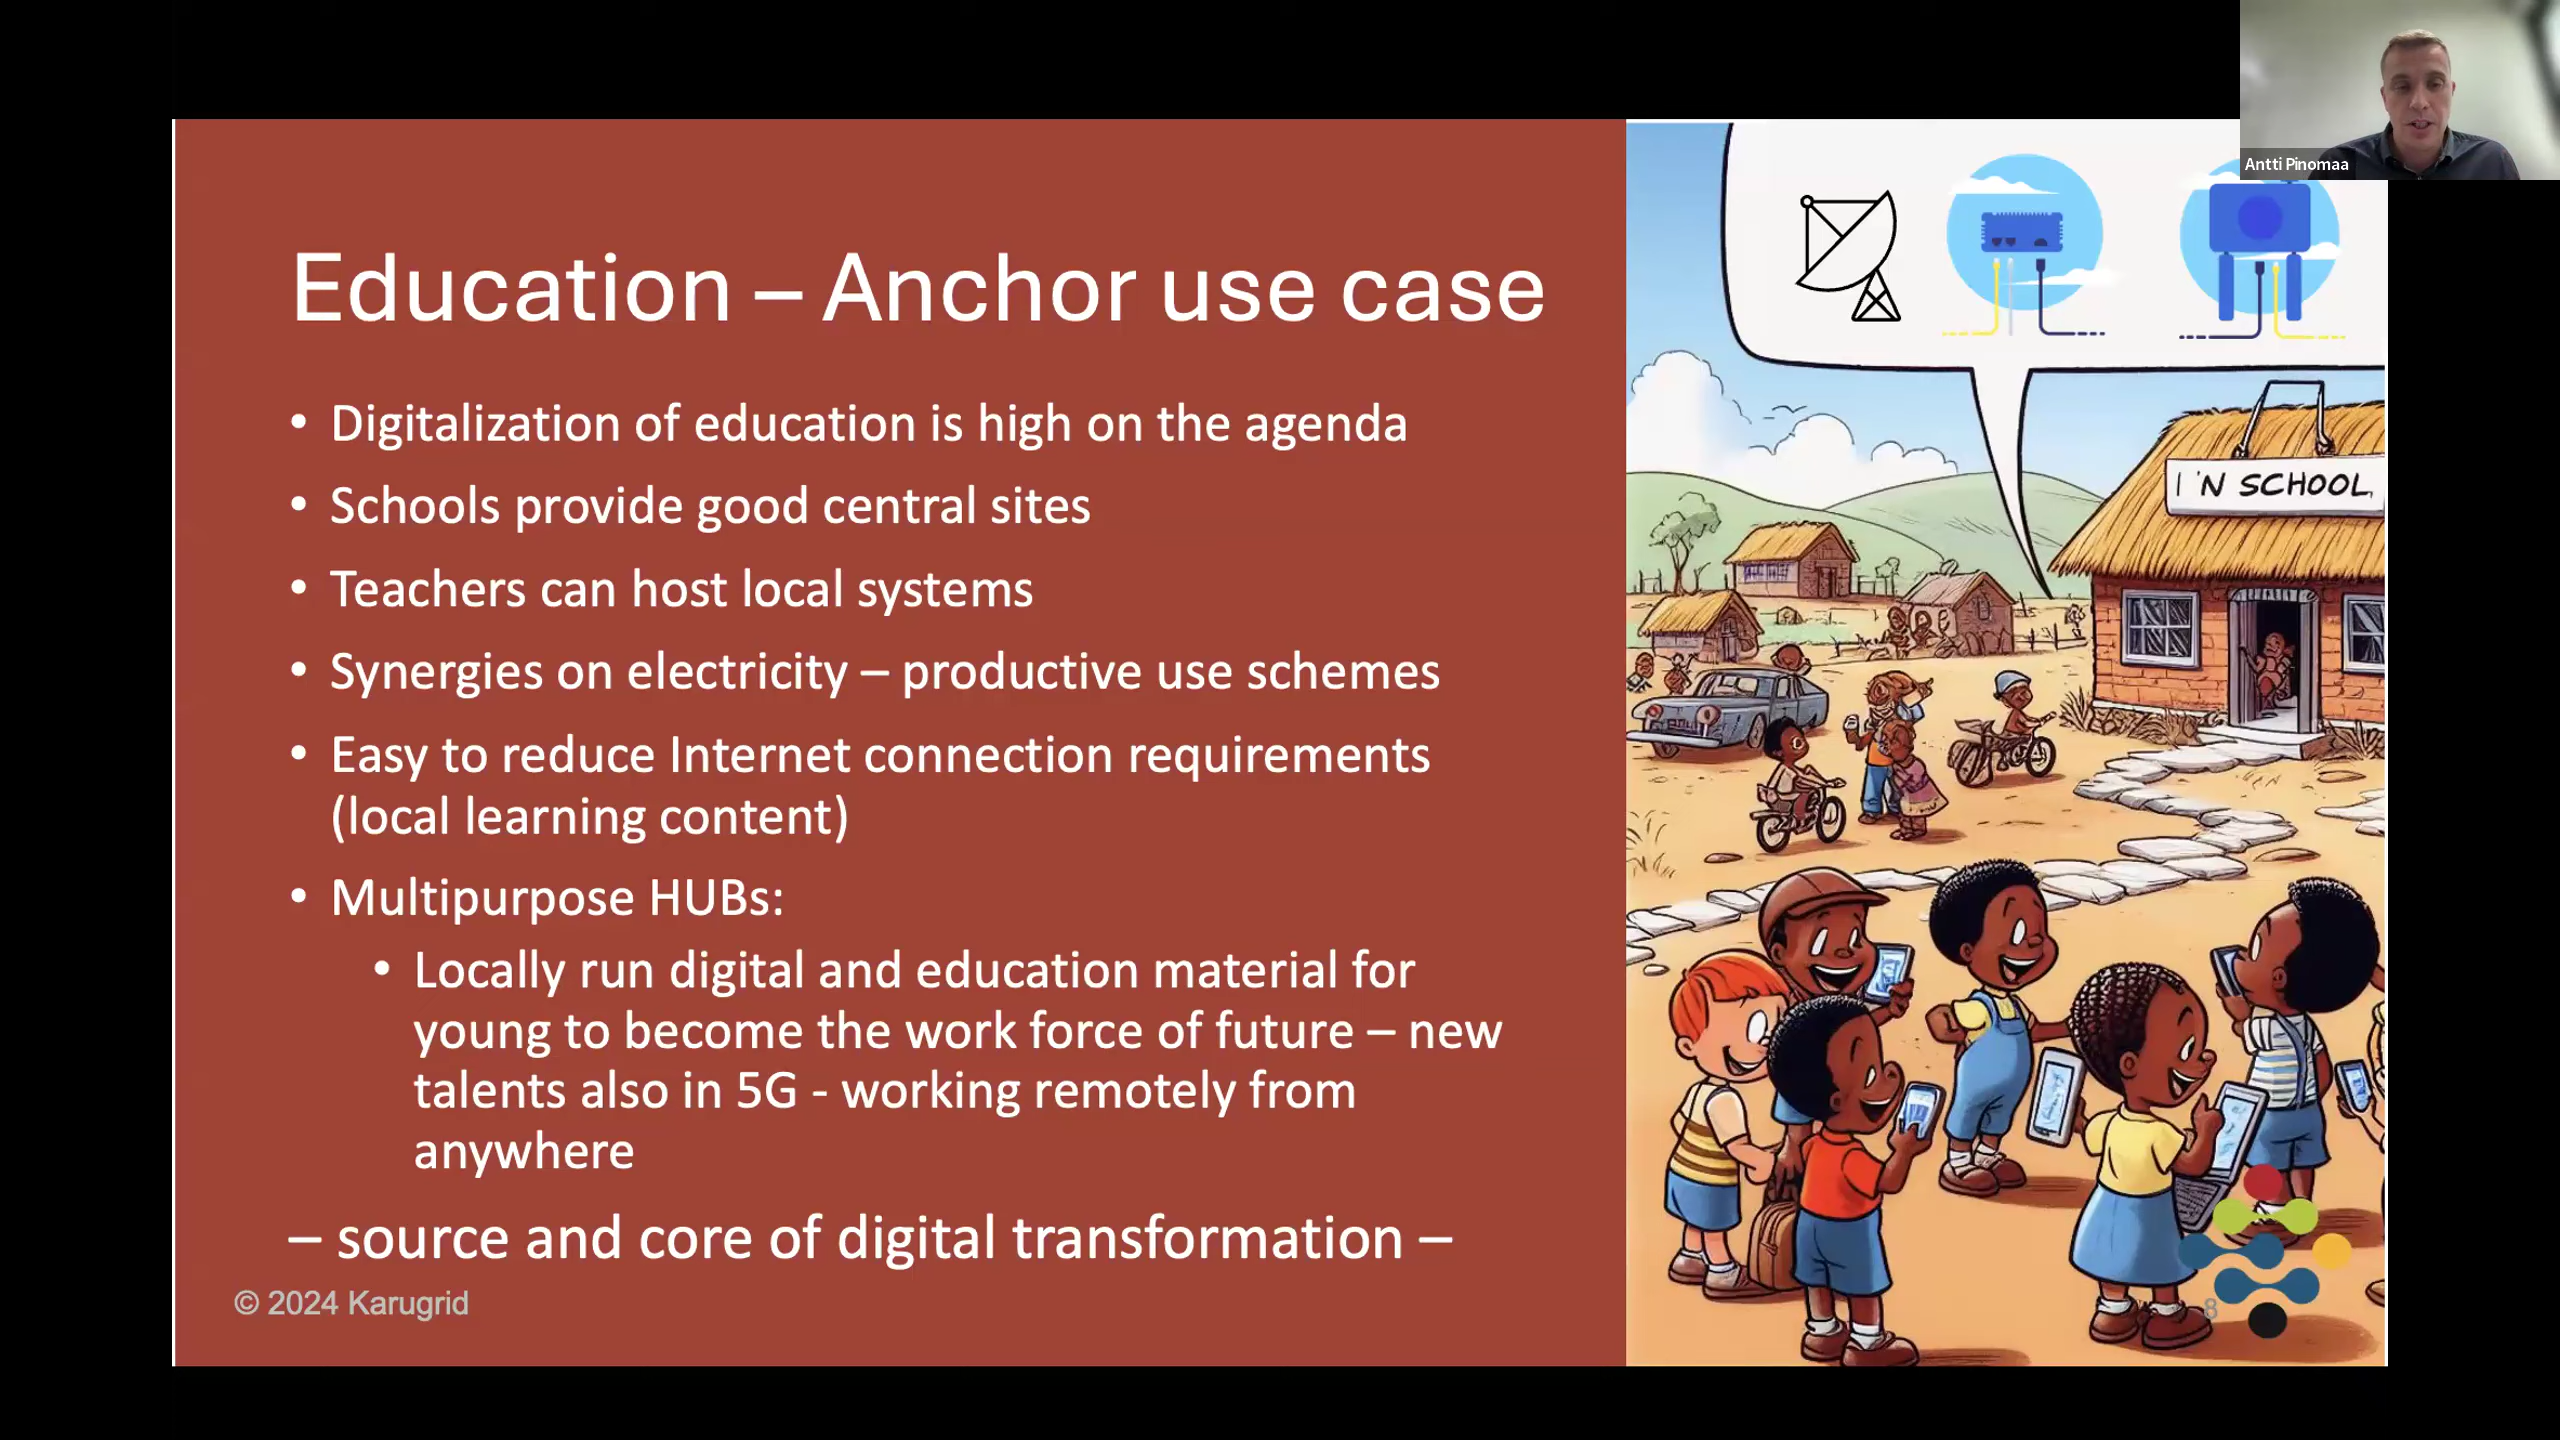 Antti Pinomaa
Education – Anchor use case
• Digitalization of education is high on the agenda
• Schools provide good central sites
• Teachers can host local systems
• Synergies on electricity – productive use schemes
• Easy to reduce Internet connection requirements
(local learning content)
• Multipurpose HUBs:
• Locally run digital and education material for
young to become the work force of future – new
talents also in 5G - working remotely from
anywhere
– source and core of digital transformation –
© 2024 Karugrid
I 'N SCHOOL
8